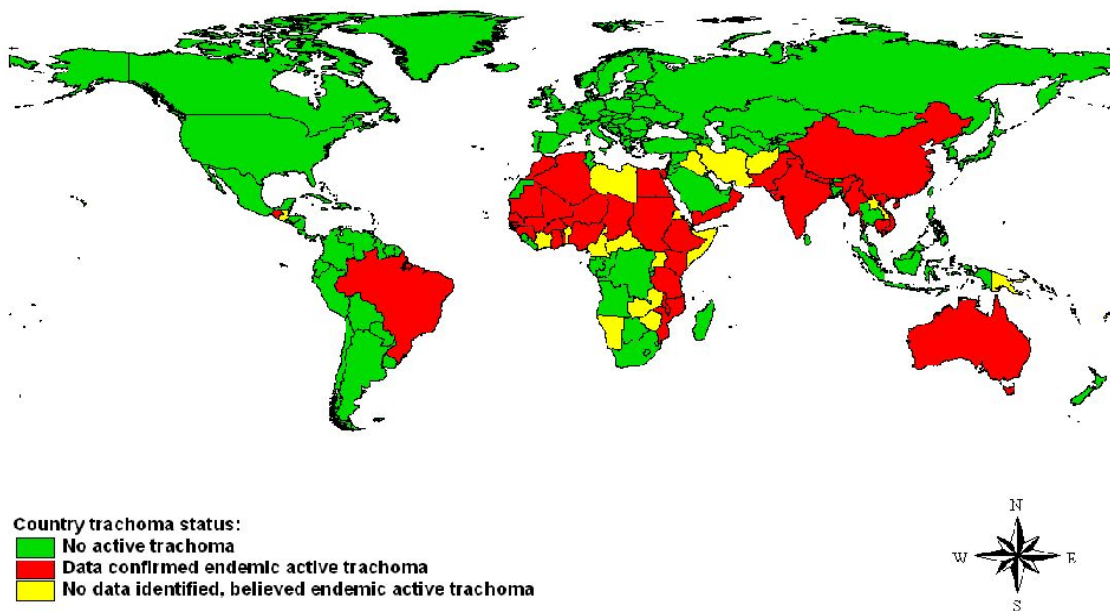 Country trachoma status:
No active trachoma
Data confirmed endemic active trachoma
No data identified, believed endemic active trachoma
N
W E
S